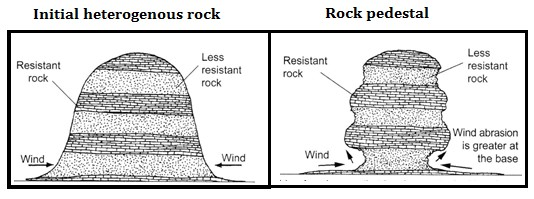 Initial heterogenous rock
Rock pedestal
Resistant
rock
Less
resistant
rock
Wind
Wind
Resistant
rock
Less
resistant
rock
Wind abrasion
is greater at
the base
Wind